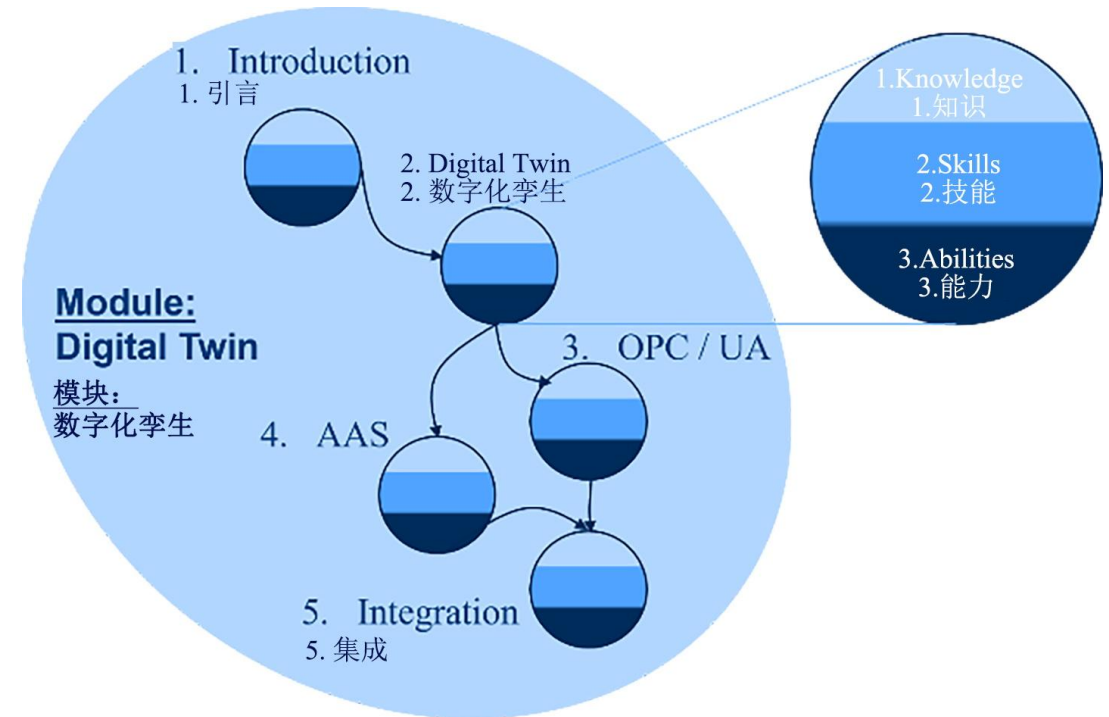 1. Introduction
1. 引言
2. Digital Twin
2. 数字化孪生
Module:
Digital Twin
模块：
数字化孪生
3. OPC / UA
4. AAS
5. Integration
5. 集成
1.Knowledge
1.知识
2.Skills
2.技能
3.Abilities
3.能力